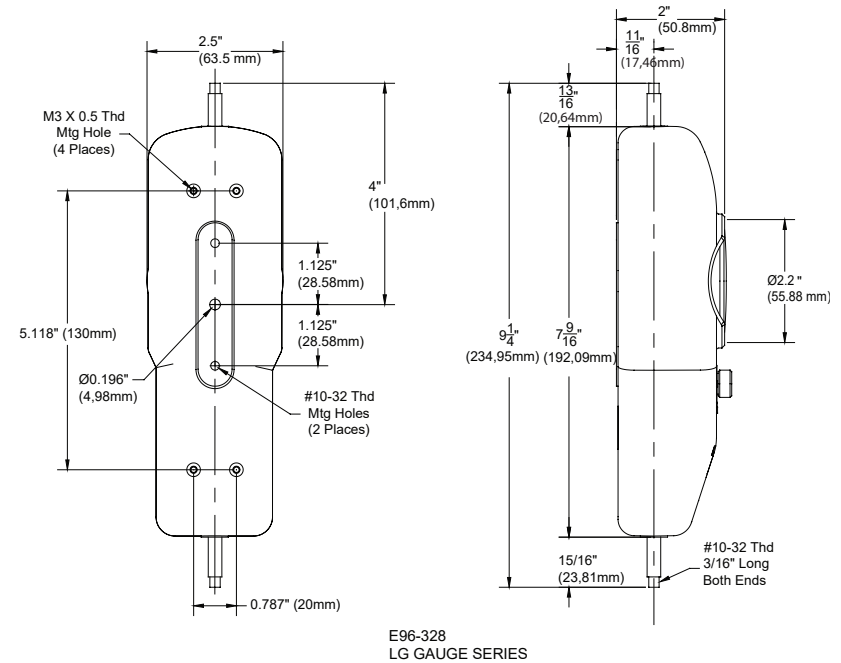 2.5"
(63.5 mm)
M3 X 0.5 Thd
Mtg Hole
(4 Places)
4"
(101,6mm)
1.125"
(28.58mm)
5.118" (130mm)
1.125"
(28.58mm)
Ø0.196"
(4,98mm)
#10-32 Thd
Mtg Holes
(2 Places)
0.787" (20mm)
2"
(50.8mm)
11/16"
(17,46mm)
13/16"
(20,64mm)
Ø2.2"
(55.88 mm)
9 1/4"
(234,95mm)
7 9/16"
(192,09mm)
15/16"
(23,81mm)
#10-32 Thd
3/16" Long
Both Ends
E96-328
LG GAUGE SERIES